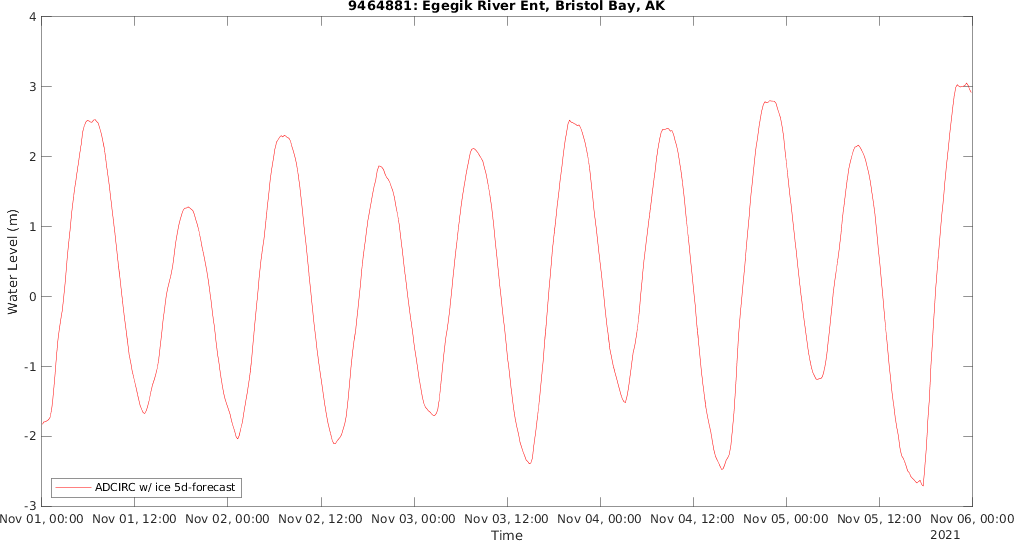 9464881: Egegik River Ent, Bristol Bay, AK
4
3
2
1
0
-1
-2
-3
Water Level (m)
ADCIRC w/ ice 5d-forecast
Nov 01, 00:00 Nov 01, 12:00 Nov 02, 00:00 Nov 02, 12:00 Nov 03, 00:00 Nov 03, 12:00 Nov 04, 00:00 Nov 04, 12:00 Nov 05, 00:00 Nov 05, 12:00 Nov 06, 00:00
Time
2021